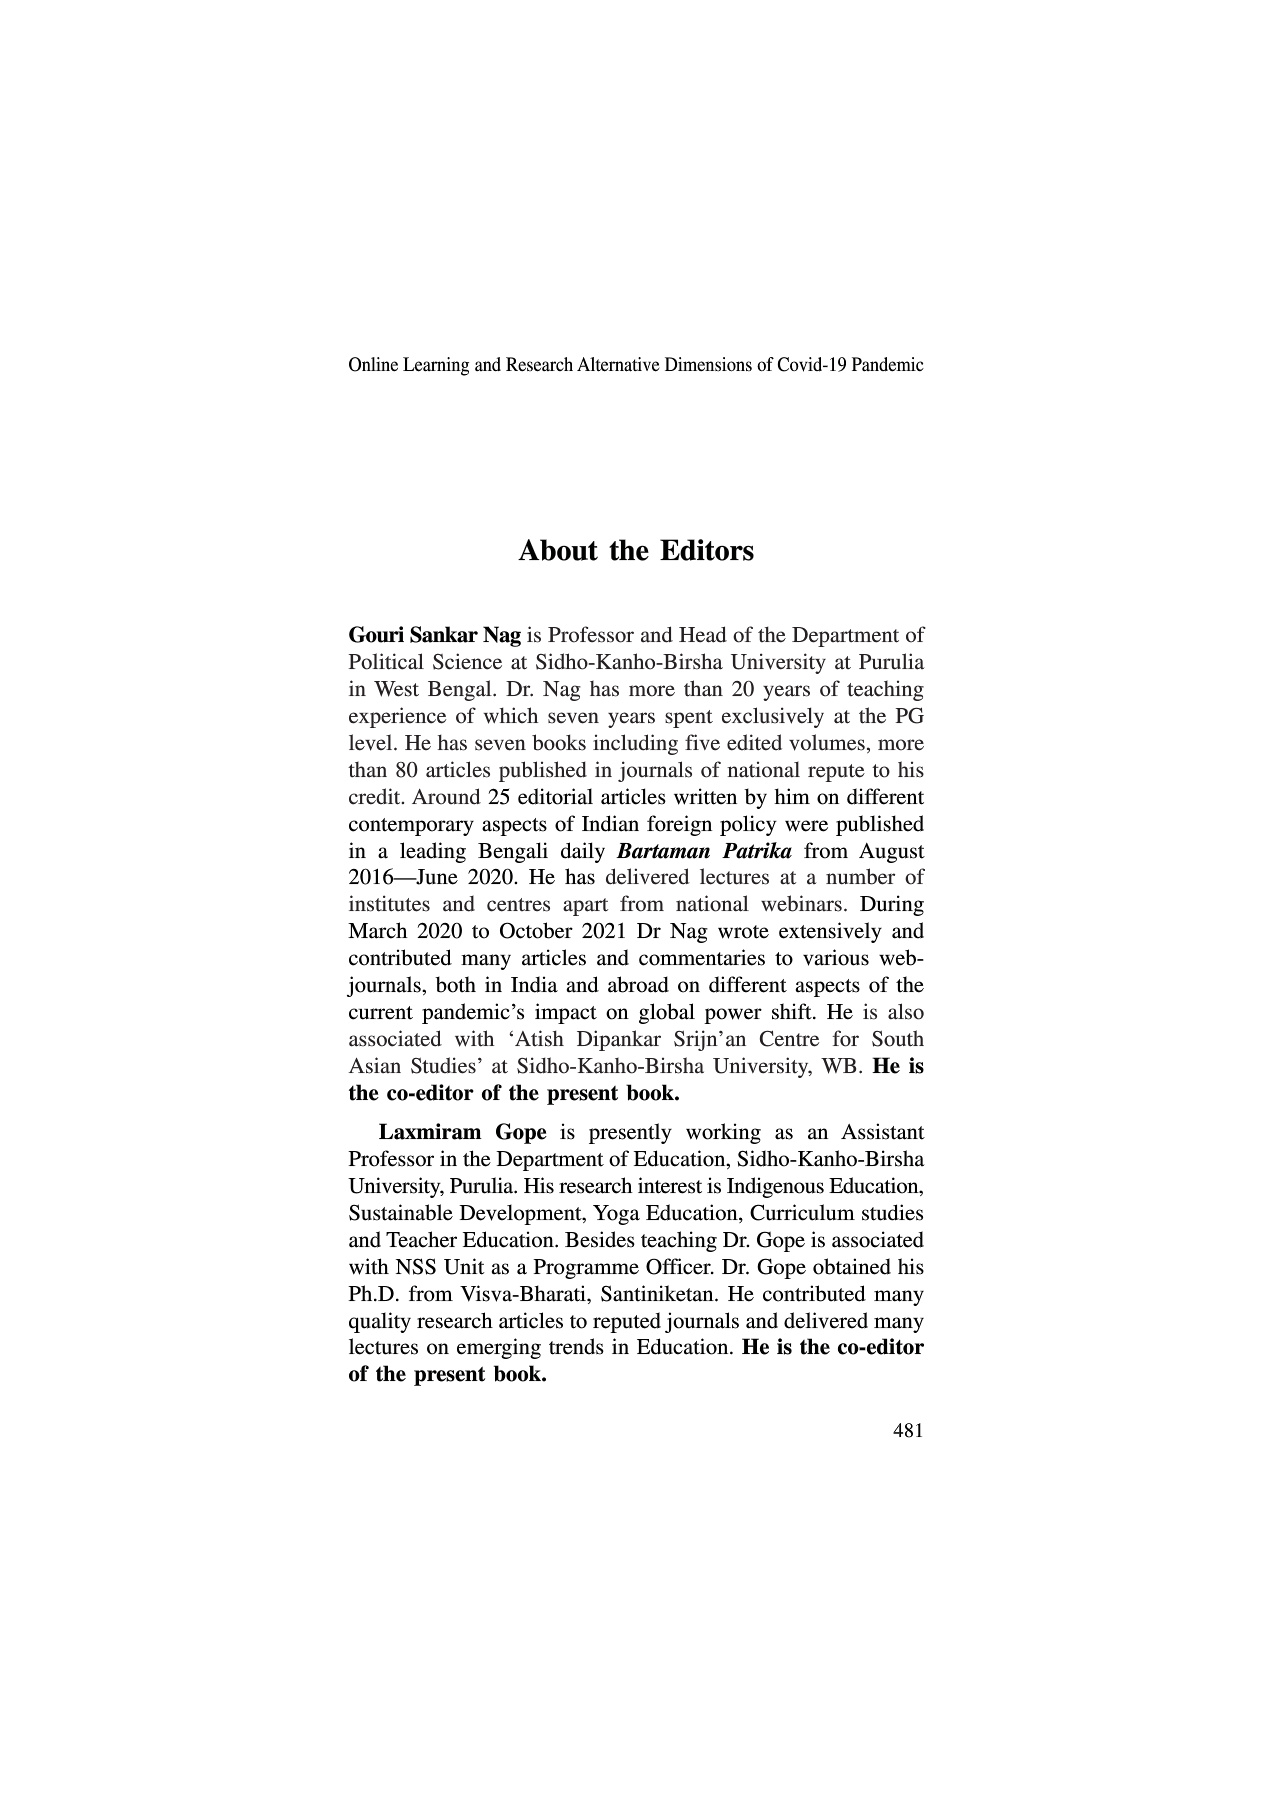 Online Learning and Research Alternative Dimensions of Covid-19 Pandemic
About the Editors
Gouri Sankar Nag is Professor and Head of the Department of
Political Science at Sidho-Kanho-Birsha University at Purulia
in West Bengal. Dr. Nag has more than 20 years of teaching
experience of which seven years spent exclusively at the PG
level. He has seven books including five edited volumes, more
than 80 articles published in journals of national repute to his
credit. Around 25 editorial articles written by him on different
contemporary aspects of Indian foreign policy were published
in a leading Bengali daily Bartaman Patrika from August
2016—June 2020. He has delivered lectures at a number of
institutes and centres apart from national webinars. During
March 2020 to October 2021 Dr Nag wrote extensively and
contributed many articles and commentaries to various web-
journals, both in India and abroad on different aspects of the
current pandemic’s impact on global power shift. He is also
associated with ‘Atish Dipankar Srijn’an Centre for South
Asian Studies’ at Sidho-Kanho-Birsha University, WB. He is
the co-editor of the present book.
Laxmiram Gope is presently working as an Assistant
Professor in the Department of Education, Sidho-Kanho-Birsha
University, Purulia. His research interest is Indigenous Education,
Sustainable Development, Yoga Education, Curriculum studies
and Teacher Education. Besides teaching Dr. Gope is associated
with NSS Unit as a Programme Officer. Dr. Gope obtained his
Ph.D. from Visva-Bharati, Santiniketan. He contributed many
quality research articles to reputed journals and delivered many
lectures on emerging trends in Education. He is the co-editor
of the present book.
481